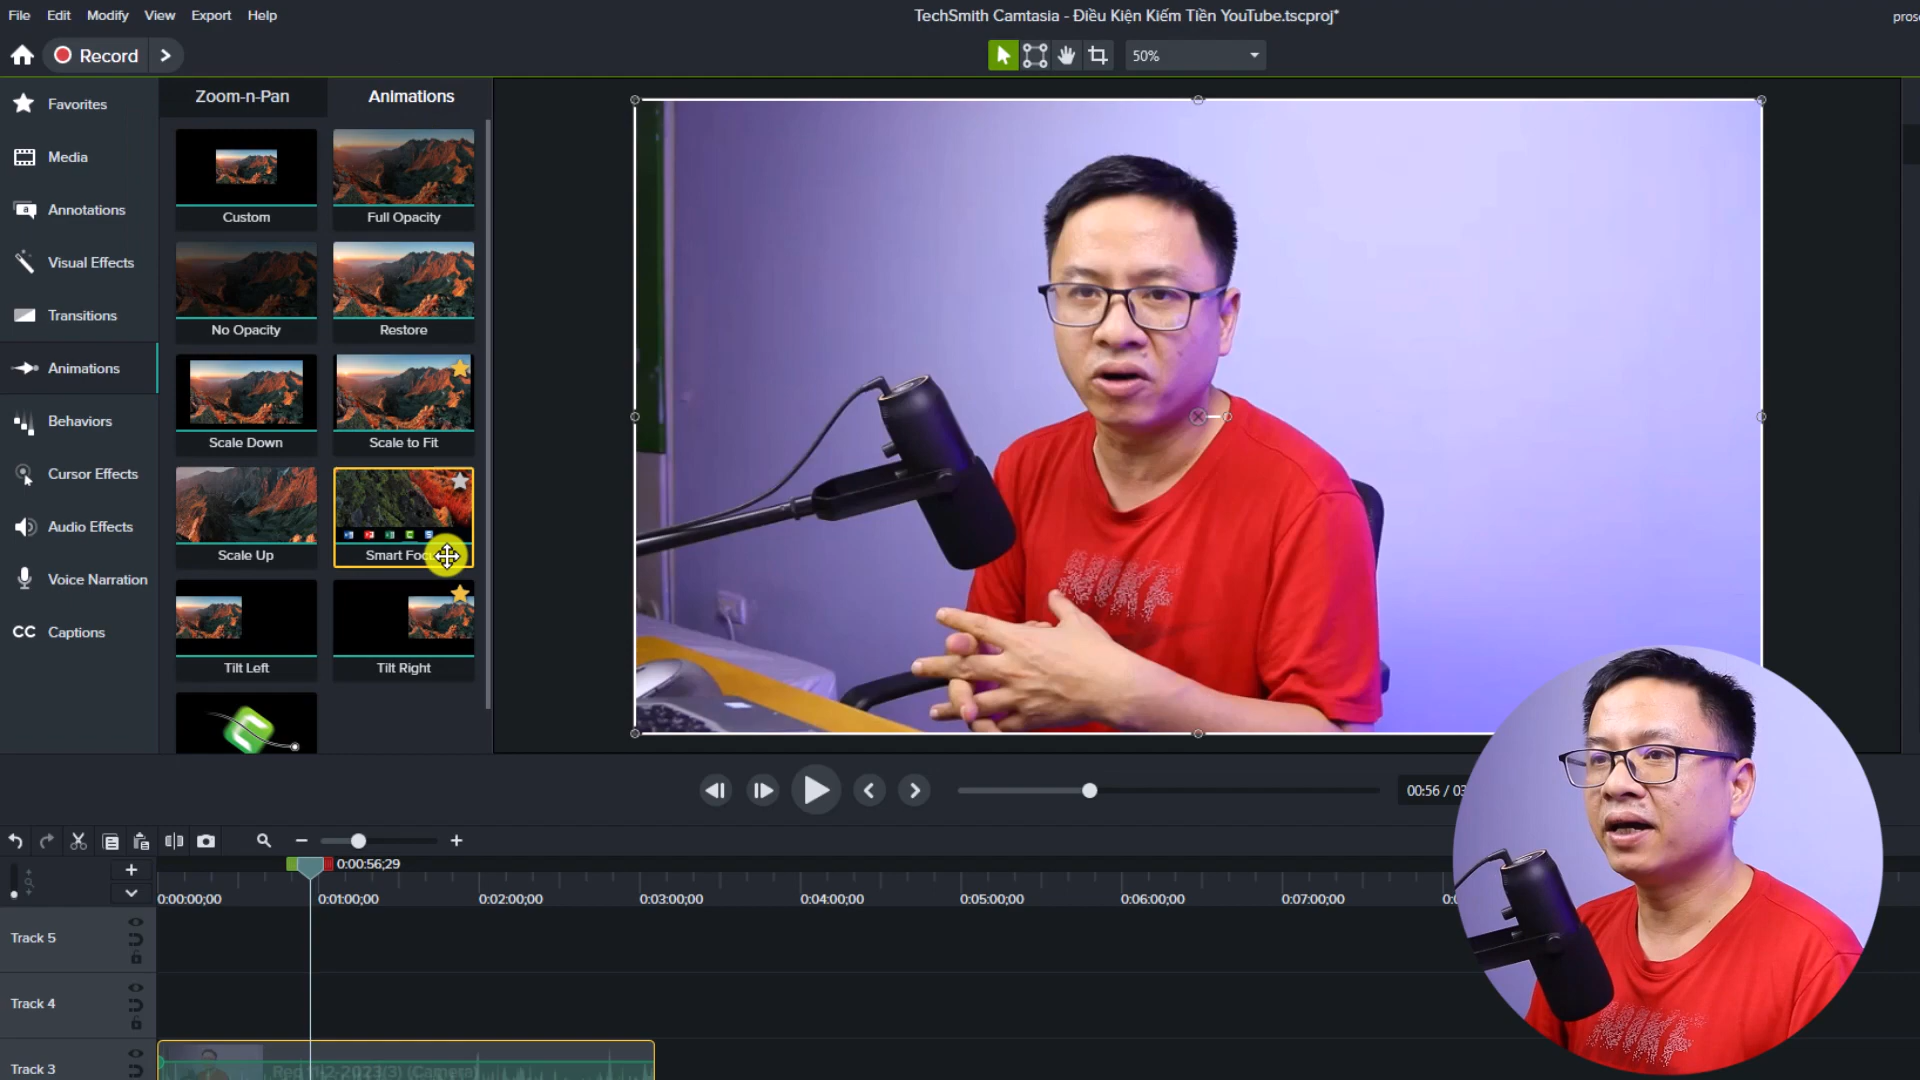 File Edit Modify View Export Help
TechSmith Camtasia - Điều Kiện Kiếm Tiền YouTube.tscproj*
Record
50%
Favorites
Media
Annotations
Visual Effects
Transitions
Animations
Behaviors
Cursor Effects
Audio Effects
Voice Narration
CC Captions
Zoom-n-Pan Animations
Custom Full Opacity
No Opacity Restore
Scale Down Scale to Fit
Scale Up Smart
Tilt Left Tilt Right
00:56 /
0:00:56;29
0:00:00;00 0:01:00;00 0:02:00;00 0:03:00;00 0:04:00;00 0:05:00;00 0:06:00;00 0:07:00;00
Track 5
Track 4
Track 3
(Camera)